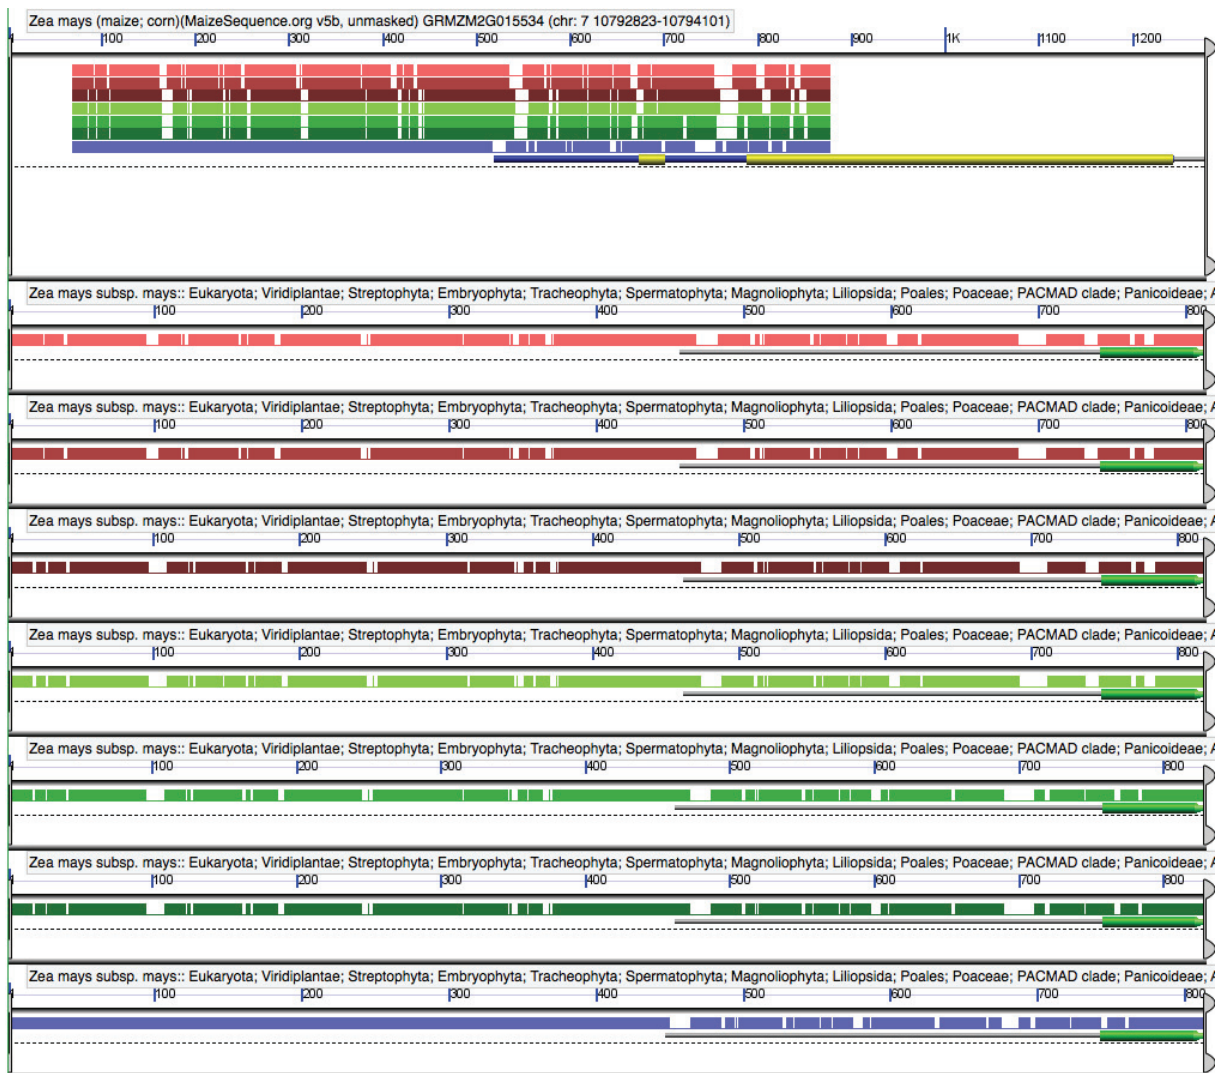 Zea mays (maize; corn)(MaizeSequence.org v5b, unmasked) GRMZM2G015534 (chr: 7 10792823-10794101)
100 200 300 400 500 600 700 800 900 1K 1100 1200
Zea mays subsp. mays:: Eukaryota; Viridiplantae; Streptophyta; Embryophyta; Tracheophyta; Spermatophyta; Magnoliophyta; Liliopsida; Poales; Poaceae; PACMAD clade; Panicoideae; A
100 200 300 400 500 600 700 800
Zea mays subsp. mays:: Eukaryota; Viridiplantae; Streptophyta; Embryophyta; Tracheophyta; Spermatophyta; Magnoliophyta; Liliopsida; Poales; Poaceae; PACMAD clade; Panicoideae; A
100 200 300 400 500 600 700 800
Zea mays subsp. mays:: Eukaryota; Viridiplantae; Streptophyta; Embryophyta; Tracheophyta; Spermatophyta; Magnoliophyta; Liliopsida; Poales; Poaceae; PACMAD clade; Panicoideae; A
100 200 300 400 500 600 700 800
Zea mays subsp. mays:: Eukaryota; Viridiplantae; Streptophyta; Embryophyta; Tracheophyta; Spermatophyta; Magnoliophyta; Liliopsida; Poales; Poaceae; PACMAD clade; Panicoideae; A
100 200 300 400 500 600 700 800
Zea mays subsp. mays:: Eukaryota; Viridiplantae; Streptophyta; Embryophyta; Tracheophyta; Spermatophyta; Magnoliophyta; Liliopsida; Poales; Poaceae; PACMAD clade; Panicoideae; A
100 200 300 400 500 600 700 800
Zea mays subsp. mays:: Eukaryota; Viridiplantae; Streptophyta; Embryophyta; Tracheophyta; Spermatophyta; Magnoliophyta; Liliopsida; Poales; Poaceae; PACMAD clade; Panicoideae; A
100 200 300 400 500 600 700 800
Zea mays subsp. mays:: Eukaryota; Viridiplantae; Streptophyta; Embryophyta; Tracheophyta; Spermatophyta; Magnoliophyta; Liliopsida; Poales; Poaceae; PACMAD clade; Panicoideae; A
100 200 300 400 500 600 700 800